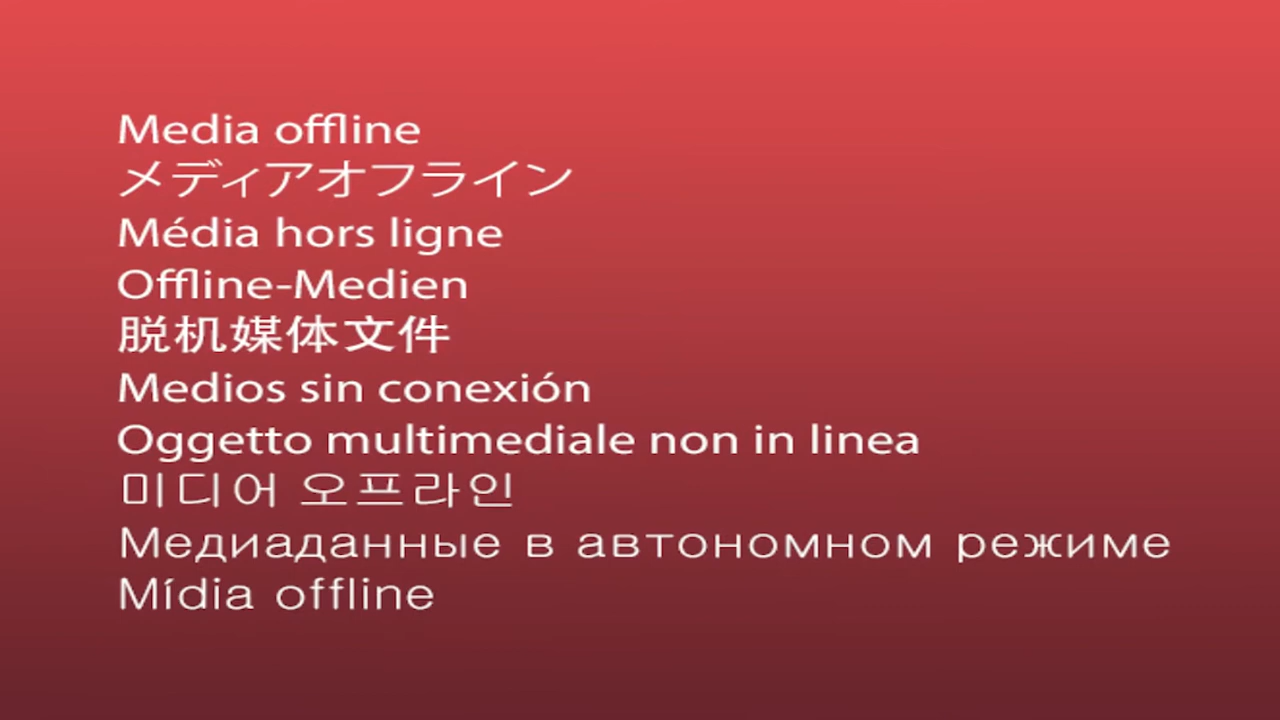 Media offline
メディアオフライン
Média hors ligne
Offline-Medien
脱机媒体文件
Medios sin conexión
Oggetto multimediale non in linea
미디어 오프라인
Медиаданные в автономном режиме
Mídia offline